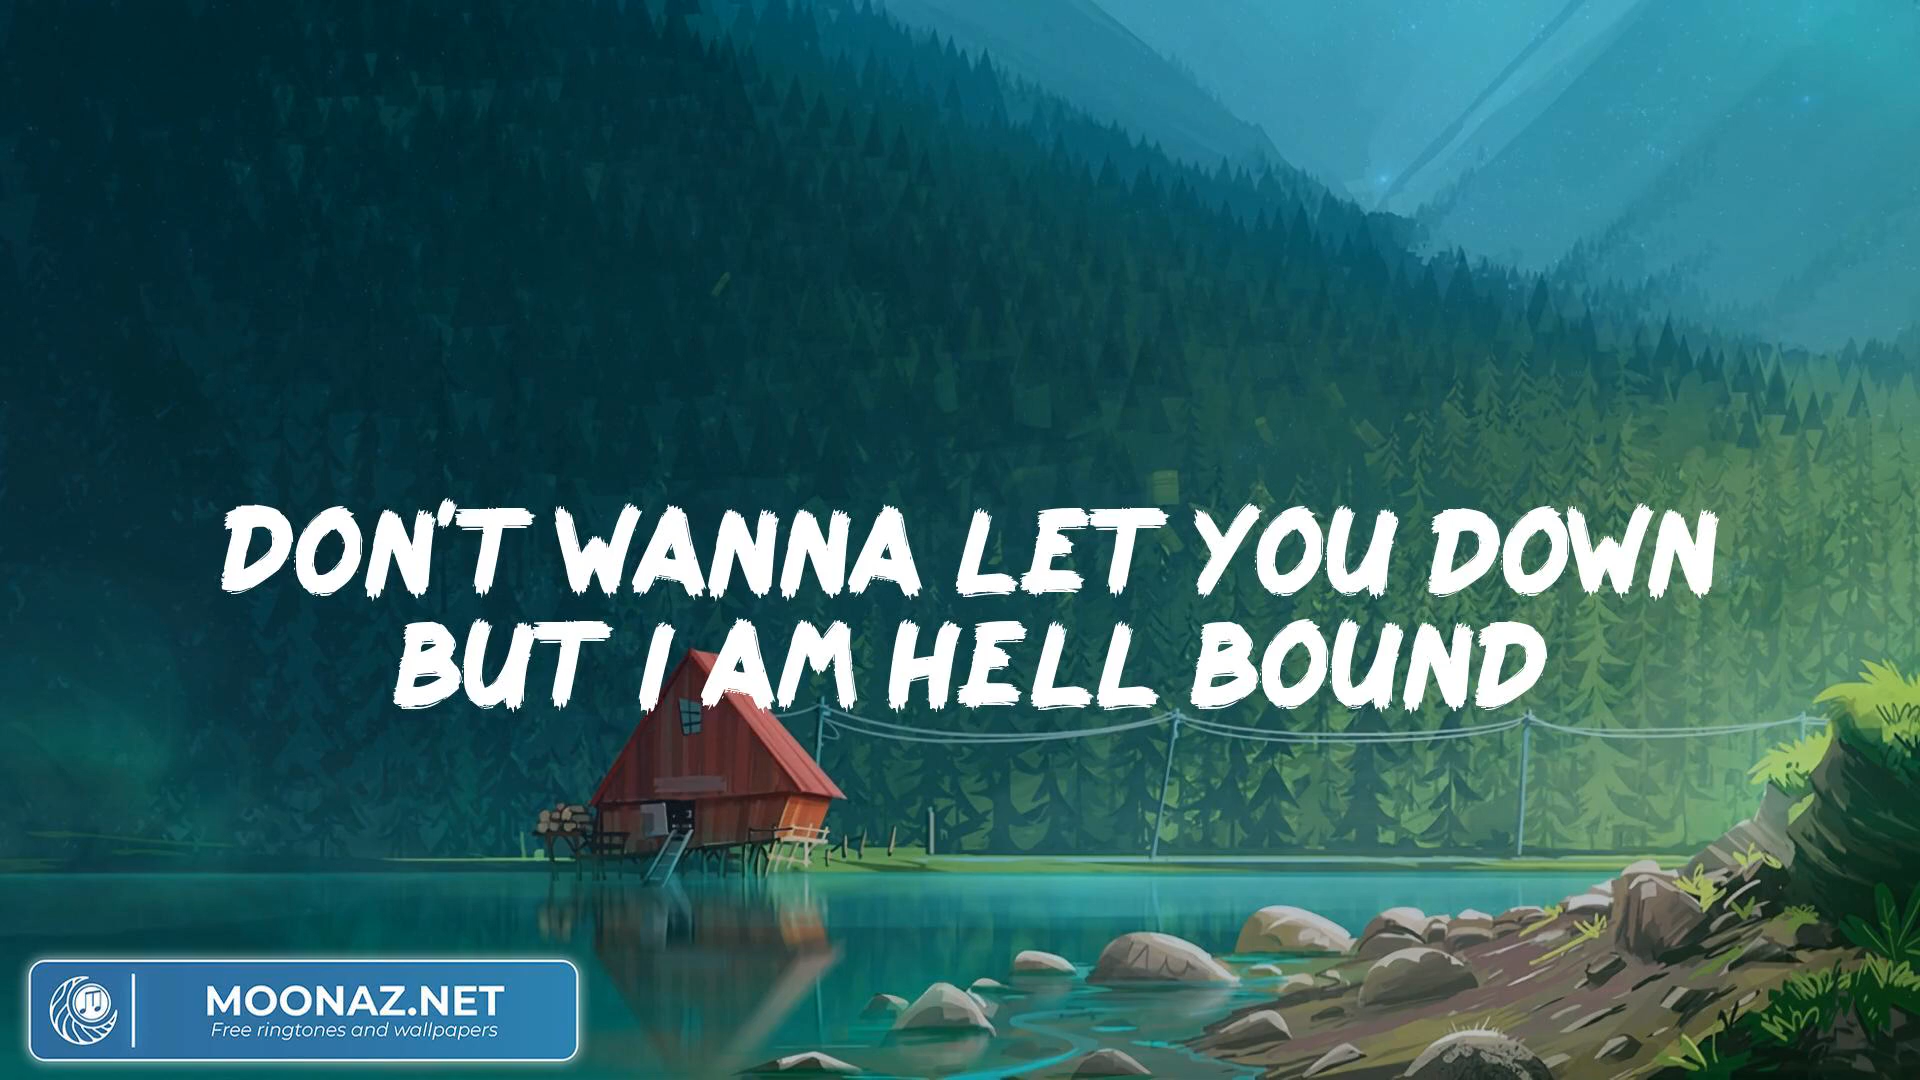 DON'T WANNA LET YOU DOWN
BUT I AM HELL BOUND
MOONAZ.NET
Free ringtones and wallpapers